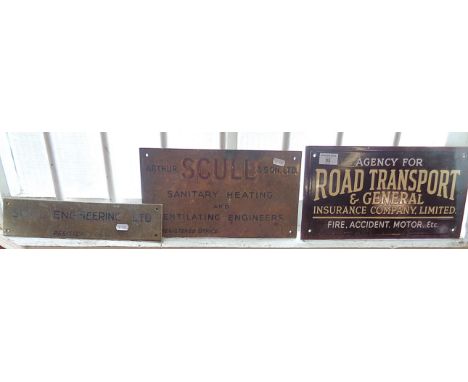 ENGINEERING LTD
ARTHUR SCULL & SON. LTD.
SANITARY HEATING
AND
VENTILATING ENGINEERS
REGISTERED OFFICE
AGENCY FOR
ROAD TRANSPORT
& GENERAL
INSURANCE COMPANY, LIMITED.
FIRE, ACCIDENT, MOTOR, Etc.